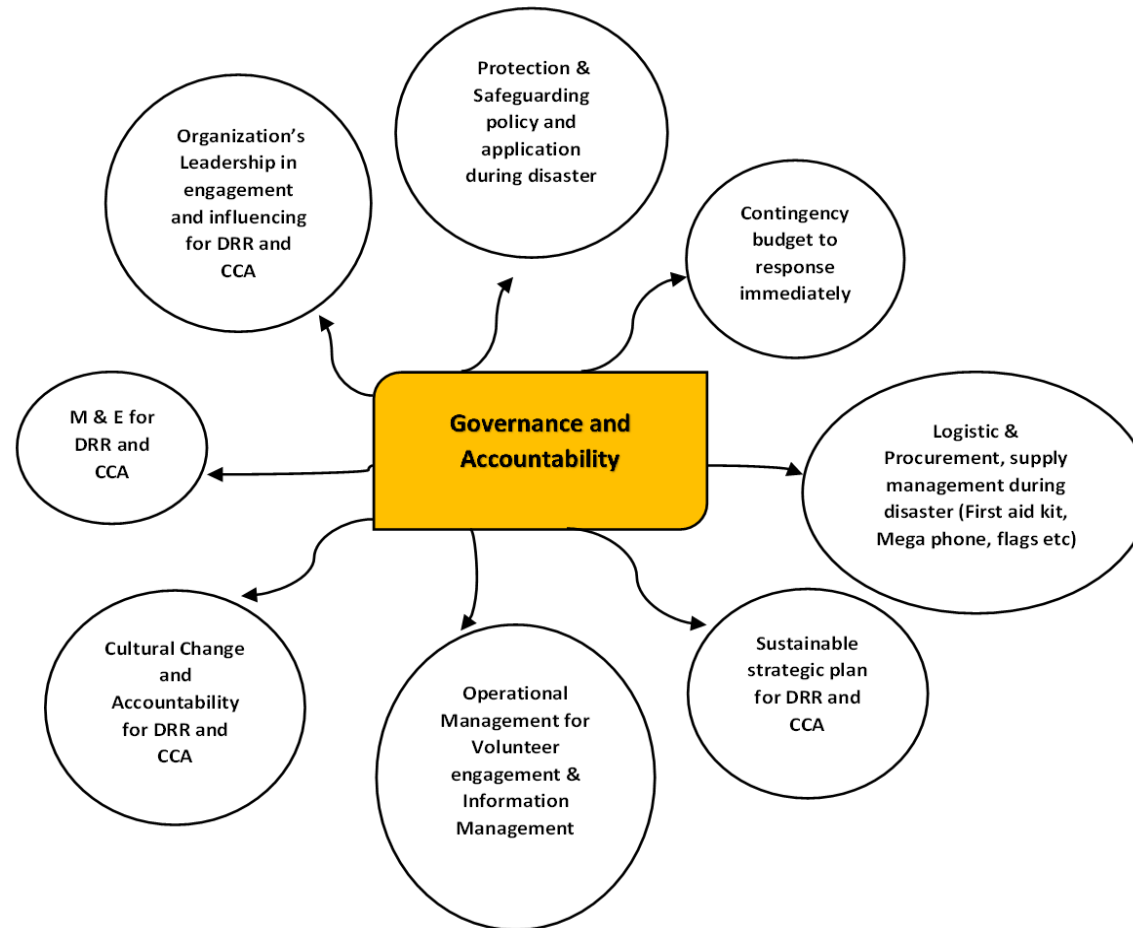 Protection &
Safeguarding
policy and
application
during disaster
Organization’s
Leadership in
engagement
and influencing
for DRR and
CCA
Contingency
budget to
response
immediately
Governance and
Accountability
M & E for
DRR and
CCA
Logistic &
Procurement, supply
management during
disaster (First aid kit,
Mega phone, flags etc)
Cultural Change
and
Accountability
for DRR and
CCA
Operational
Management for
Volunteer
engagement &
Information
Management
Sustainable
strategic plan
for DRR and
CCA